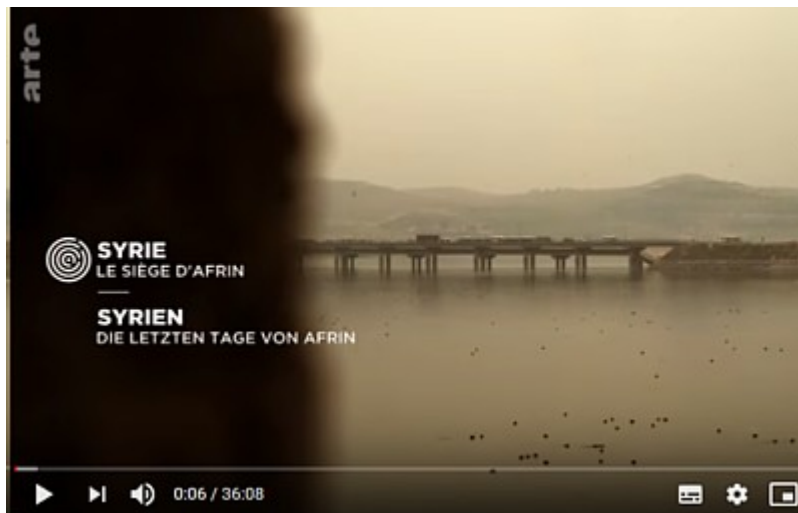 arte
SYRIE
LE SIÈGE D'AFRIN
SYRIEN
DIE LETZTEN TAGE VON AFRIN
0:06 / 36:08